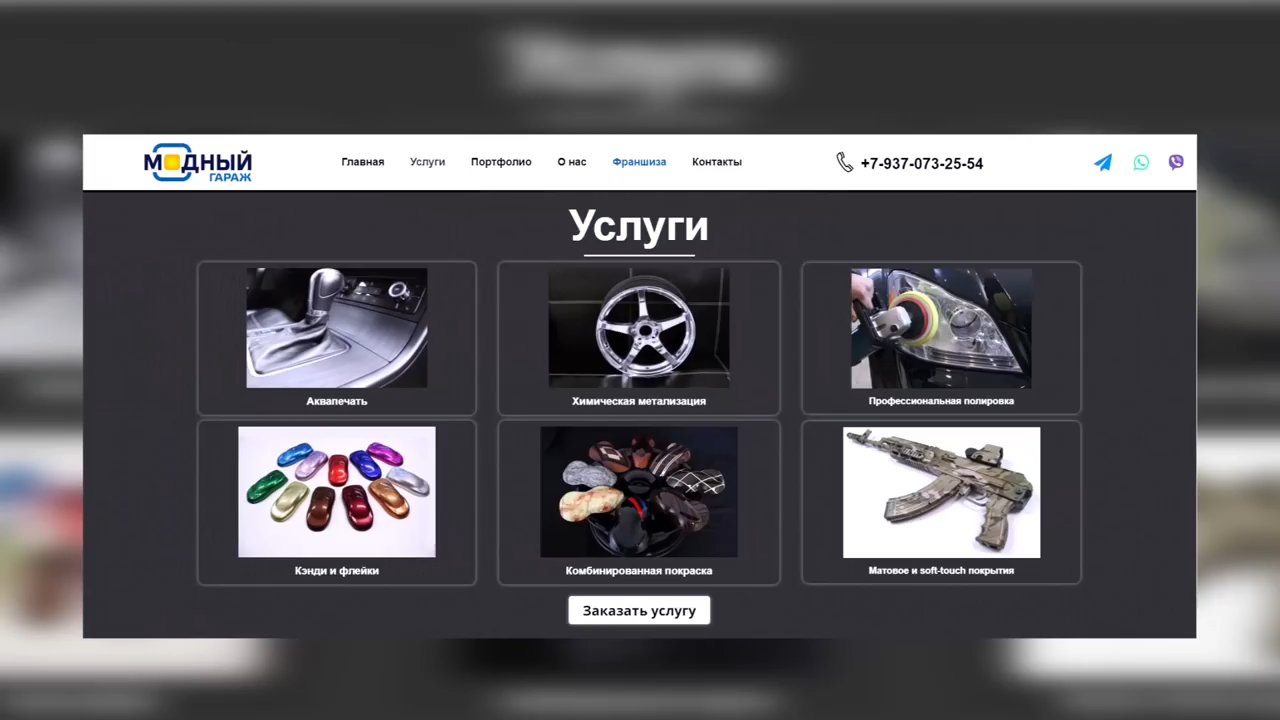 МОДНЫЙ
ГАРАЖ
Главная Услуги Портфолио О нас Франшиза Контакты
+7-937-073-25-54
Услуги
Аквапечать
Химическая метализация
Профессиональная полировка
Кэнди и флейки
Комбинированная покраска
Матовое и soft-touch покрытия
Заказать услугу